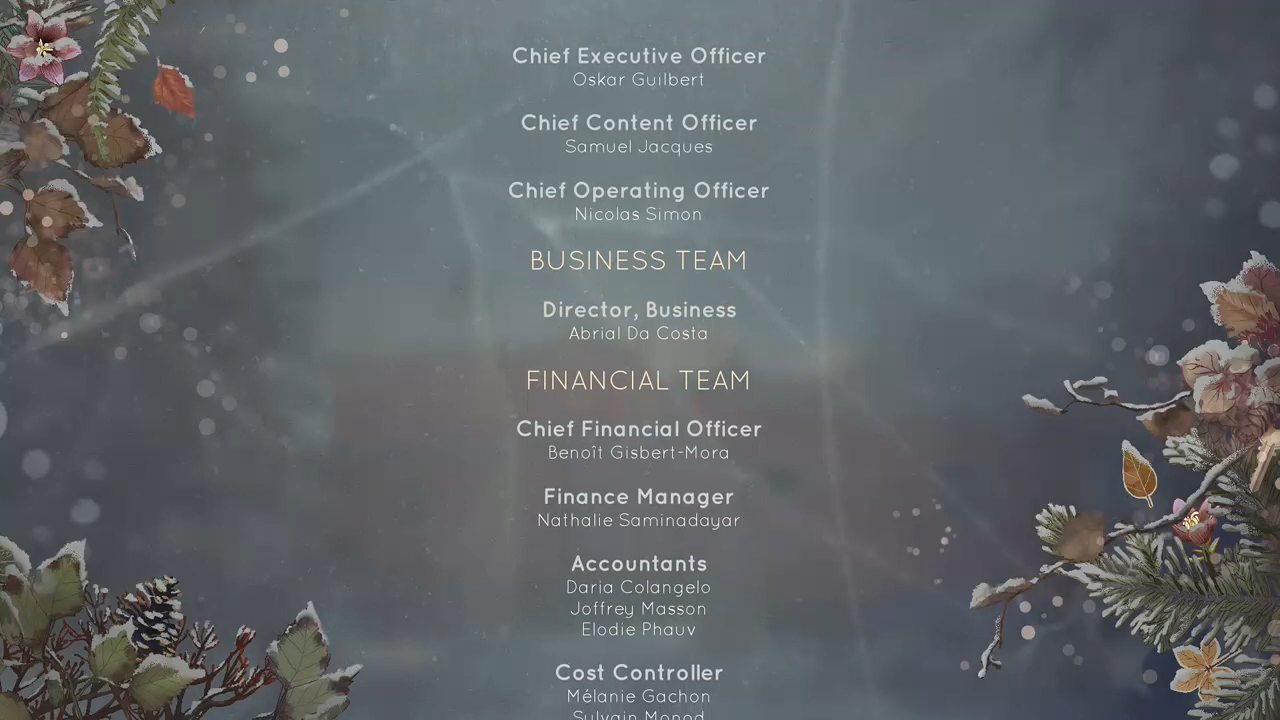 Chief Executive Officer
Oskar Guilbert
Chief Content Officer
Samuel Jacques
Chief Operating Officer
Nicolas Simon
BUSINESS TEAM
Director, Business
Abrial Da Costa
FINANCIAL TEAM
Chief Financial Officer
Benoît Gisbert-Mora
Finance Manager
Nathalie Saminadayar
Accountants
Daria Colangelo
Joffrey Masson
Elodie Phauv
Cost Controller
Mélanie Gachon
Sylvain Monod